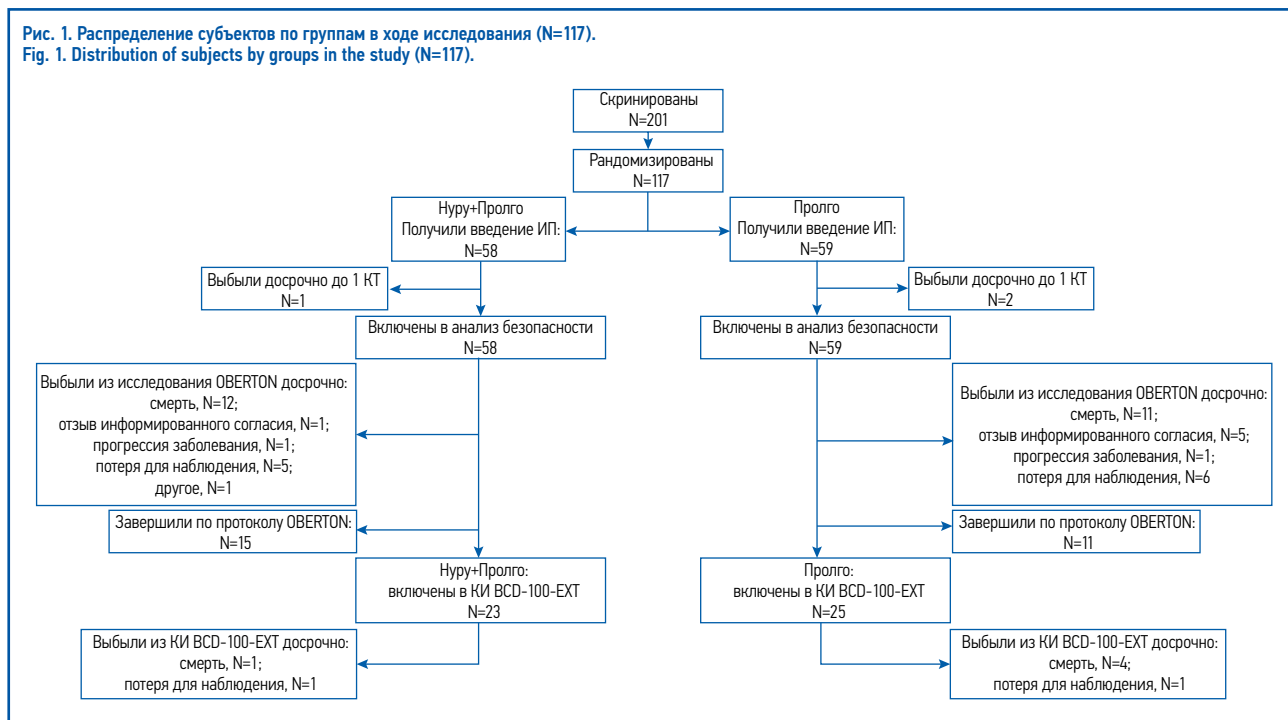 Рис. 1. Распределение субъектов по группам в ходе исследования (N=117).
Fig. 1. Distribution of subjects by groups in the study (N=117).
Скринированы
N=201
Рандомизированы
N=117
Нуру+Пролго
Получили введение ИП:
N=58
Пролго
Получили введение ИП:
N=59
Выбыли досрочно до 1 КТ
N=1
Выбыли досрочно до 1 КТ
N=2
Включены в анализ безопасности
N=58
Включены в анализ безопасности
N=59
Выбыли из исследования OBERTON досрочно:
смерть, N=12;
отзыв информированного согласия, N=1;
прогрессия заболевания, N=1;
потеря для наблюдения, N=5;
другое, N=1
Выбыли из исследования OBERTON досрочно:
смерть, N=11;
отзыв информированного согласия, N=5;
прогрессия заболевания, N=1;
потеря для наблюдения, N=6
Завершили по протоколу OBERTON:
N=15
Завершили по протоколу OBERTON:
N=11
Нуру+Пролго:
включены в КИ BCD-100-EXT
N=23
Пролго:
включены в КИ BCD-100-EXT
N=25
Выбыли из КИ BCD-100-EXT досрочно:
смерть, N=1;
потеря для наблюдения, N=1
Выбыли из КИ BCD-100-EXT досрочно:
смерть, N=4;
потеря для наблюдения, N=1